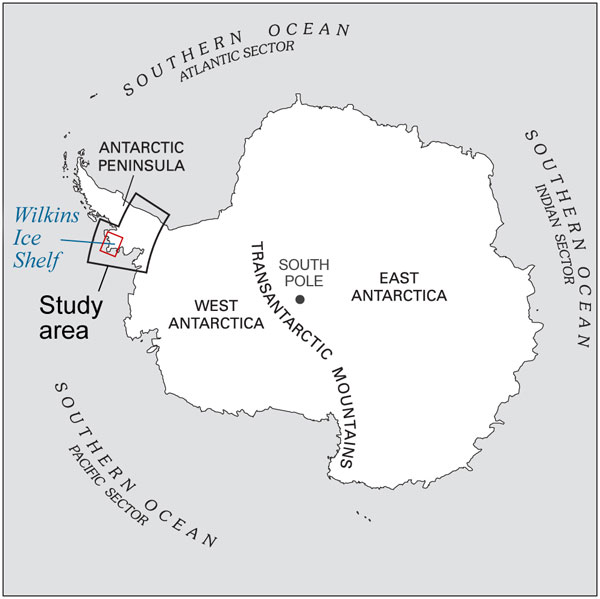 SOUTHERN OCEAN
ATLANTIC SECTOR
ANTARCTIC
PENINSULA
SOUTHERN OCEAN
INDIAN SECTOR
Wilkins
Ice
Shelf
Study
area
TRANSANTARCTIC MOUNTAINS
SOUTH
POLE
EAST
ANTARCTICA
WEST
ANTARCTICA
SOUTHERN OCEAN
PACIFIC SECTOR